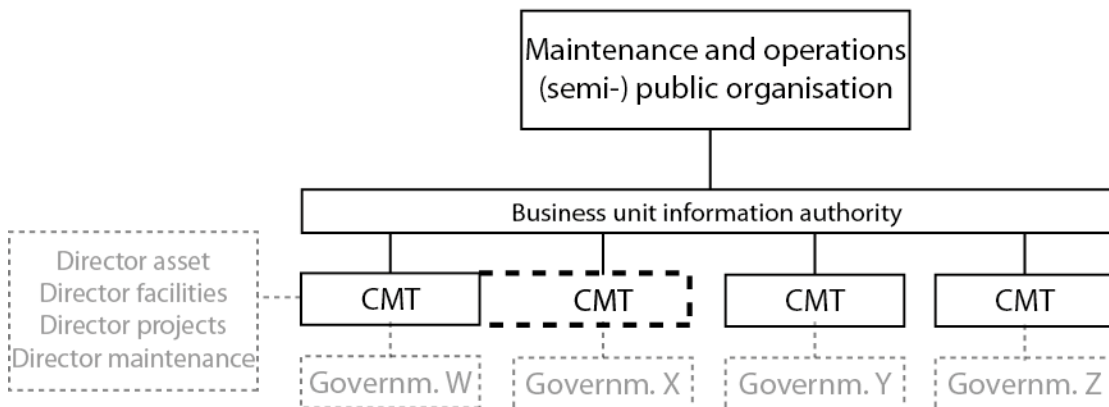 Maintenance and operations
(semi-) public organisation
Business unit information authority
Director asset
Director facilities
Director projects
Director maintenance
CMT
CMT
CMT
CMT
Governm. W
Governm. X
Governm. Y
Governm. Z